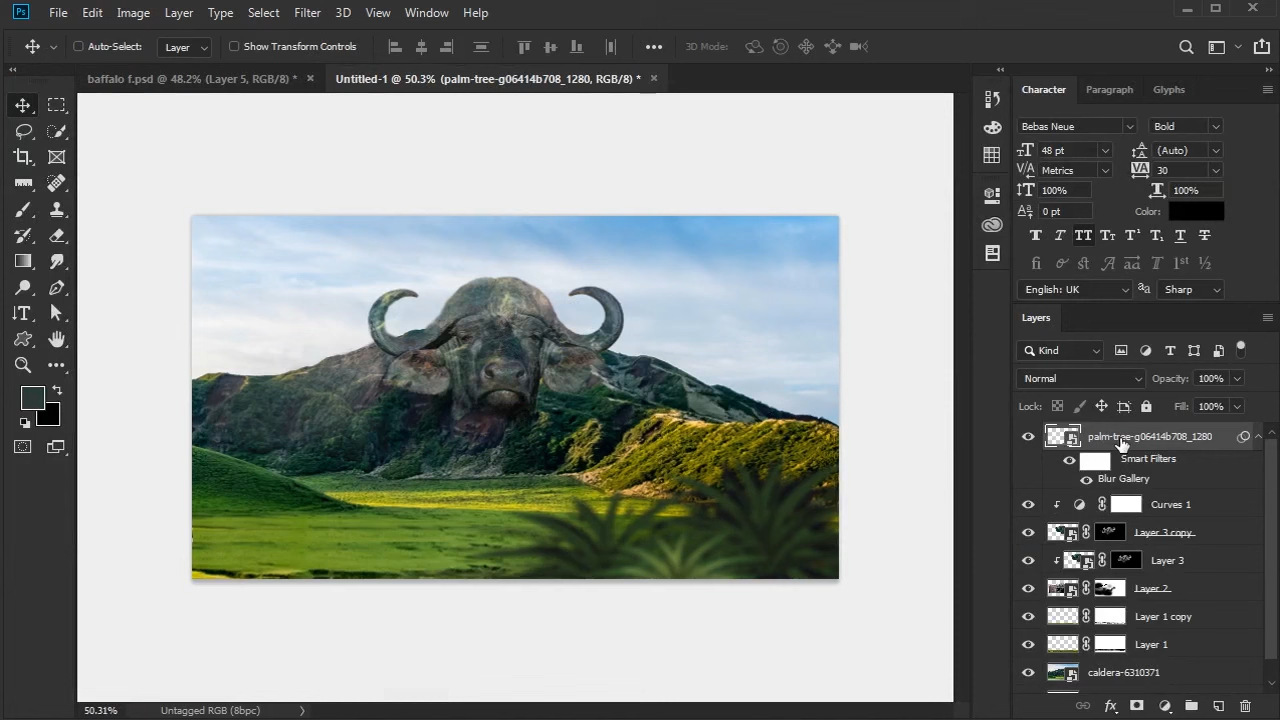 Ps File Edit Image Layer Type Select Filter 3D View Window Help
Auto-Select: Layer Show Transform Controls 3D Mode:
baffalo f.psd @ 48.2% (Layer 5, RGB/8) * Untitled-1 @ 50.3% (palm-tree-g06414b708_1280, RGB/8) *
Character Paragraph Glyphs
Bebas Neue Bold
48 pt (Auto)
Metrics 30
100% 100%
0 pt Color:
English: UK Sharp
Layers
Kind
Normal Opacity: 100%
Lock: Fill: 100%
palm-tree-g06414b708_1280
Smart Filters
Blur Gallery
Curves 1
Layer 3 copy
Layer 3
Layer 2
Layer 1 copy
Layer 1
caldera-6310371
50.31% Untagged RGB (8bpc)